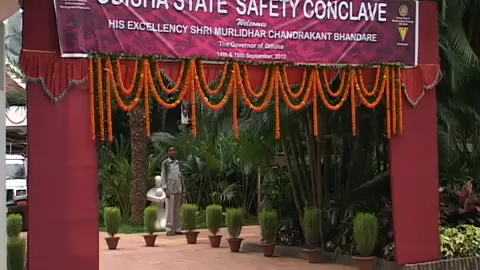 ODISHA STATE SAFETY CONCLAVE
Welcomes
HIS EXCELLENCY SHRI MURLIDHAR CHANDRAKANT BHANDARE
The Governor of Odisha
14th & 15th September, 2012